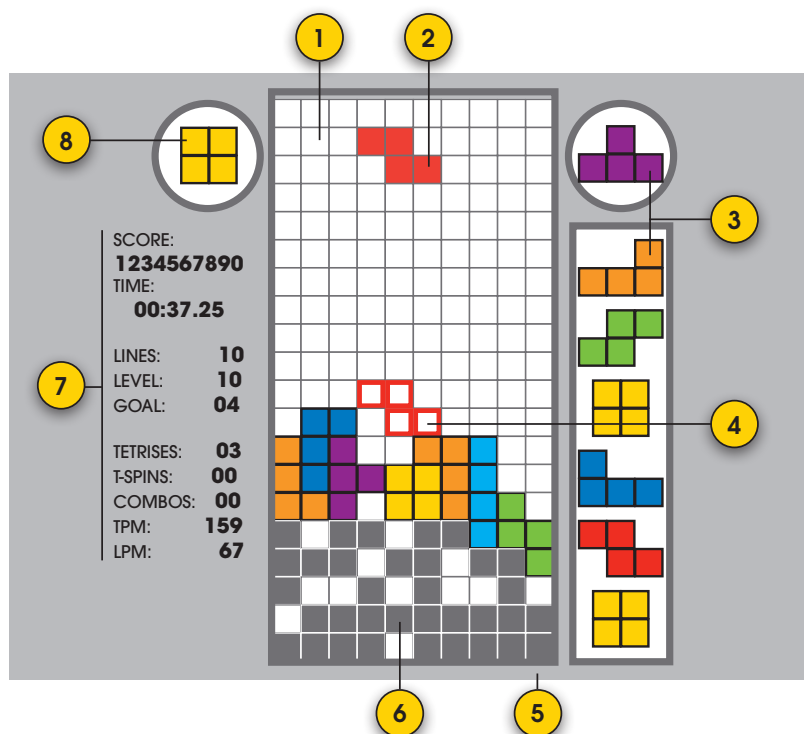 1
2
8
3
SCORE:
1234567890
TIME:
00:37.25
LINES: 10
LEVEL: 10
GOAL: 04
7
4
TETRISES: 03
T-SPINS: 00
COMBOS: 00
TPM: 159
LPM: 67
6
5